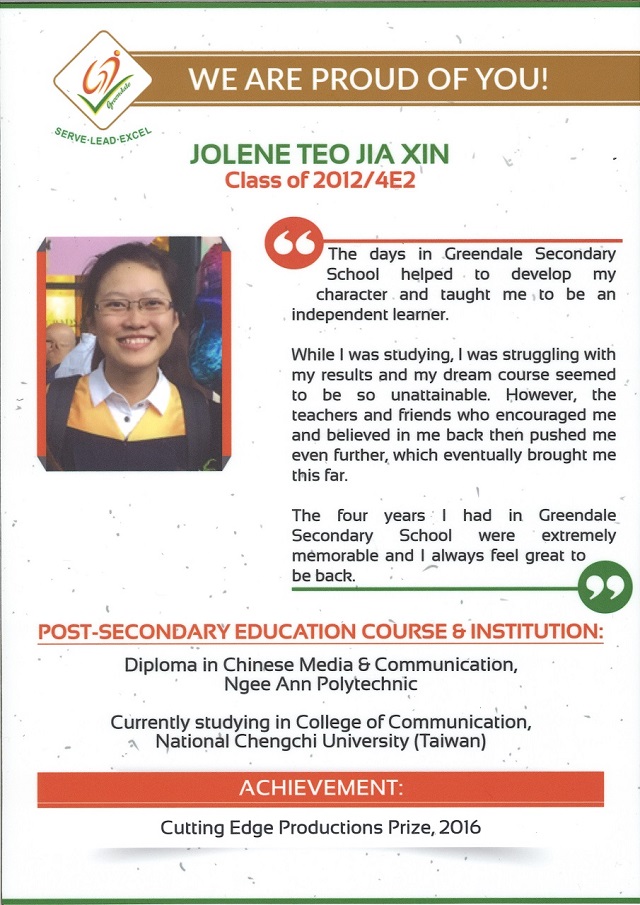 Greendale
SERVE·LEAD·EXCEL
WE ARE PROUD OF YOU!
JOLENE TEO JIA XIN
Class of 2012/4E2
The days in Greendale Secondary
School helped to develop my
character and taught me to be an
independent learner.
While I was studying, I was struggling with
my results and my dream course seemed
to be so unattainable. However, the
teachers and friends who encouraged me
and believed in me back then pushed me
even further, which eventually brought me
this far.
The four years I had in Greendale
Secondary School were extremely
memorable and I always feel great to
be back.
POST-SECONDARY EDUCATION COURSE & INSTITUTION:
Diploma in Chinese Media & Communication,
Ngee Ann Polytechnic
Currently studying in College of Communication,
National Chengchi University (Taiwan)
ACHIEVEMENT:
Cutting Edge Productions Prize, 2016